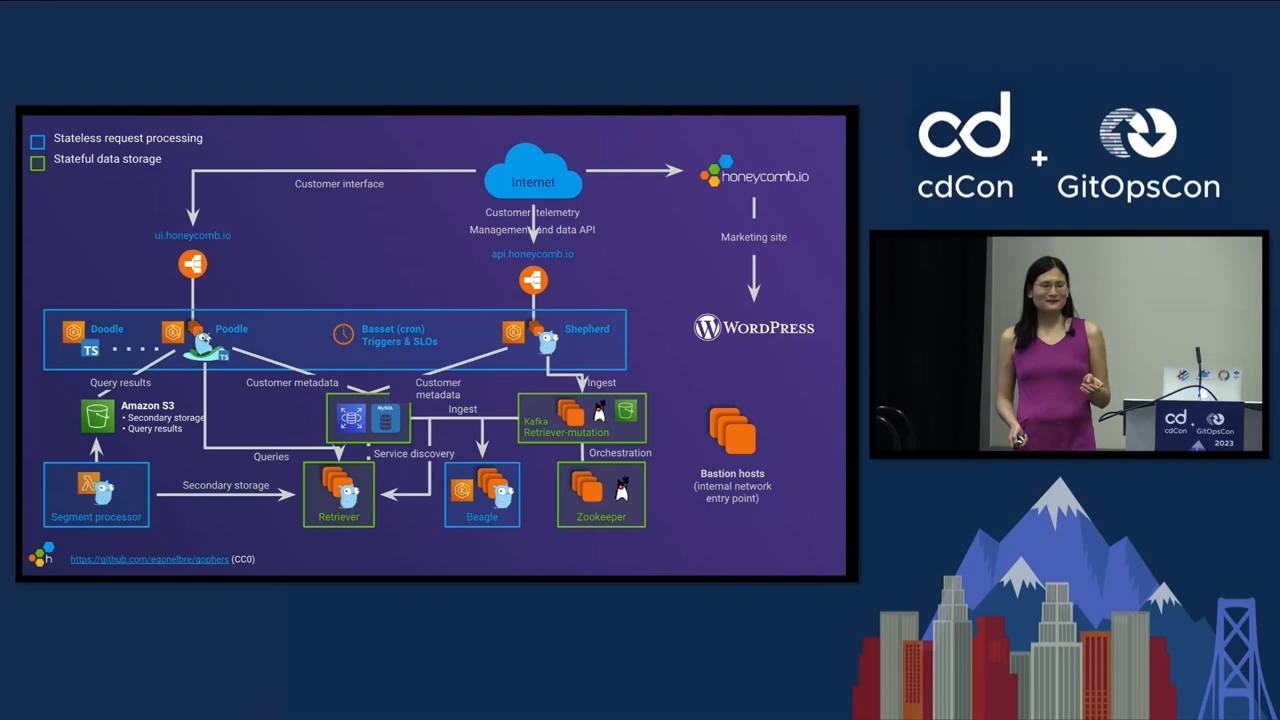 Stateless request processing
Stateful data storage
Internet
Customer interface
honeycomb.io
Customer telemetry
Management and data API
ui.honeycomb.io
api.honeycomb.io
Marketing site
Doodle
TS
Poodle
TS
Basset (cron)
Triggers & SLOs
Shepherd
WORDPRESS
Query results
Customer metadata
Customer
metadata
Ingest
Amazon S3
• Secondary storage
• Query results
MySQL
Ingest
Kafka
Retriever-mutation
Queries
Service discovery
Orchestration
Secondary storage
Segment processor
Retriever
Beagle
Zookeeper
Bastion hosts
(internal network
entry point)
h
https://github.com/egonelbre/gophers (CC0)
cd
cdCon
+
GitOpsCon
cd
cdCon
+
GitOpsCon
2023